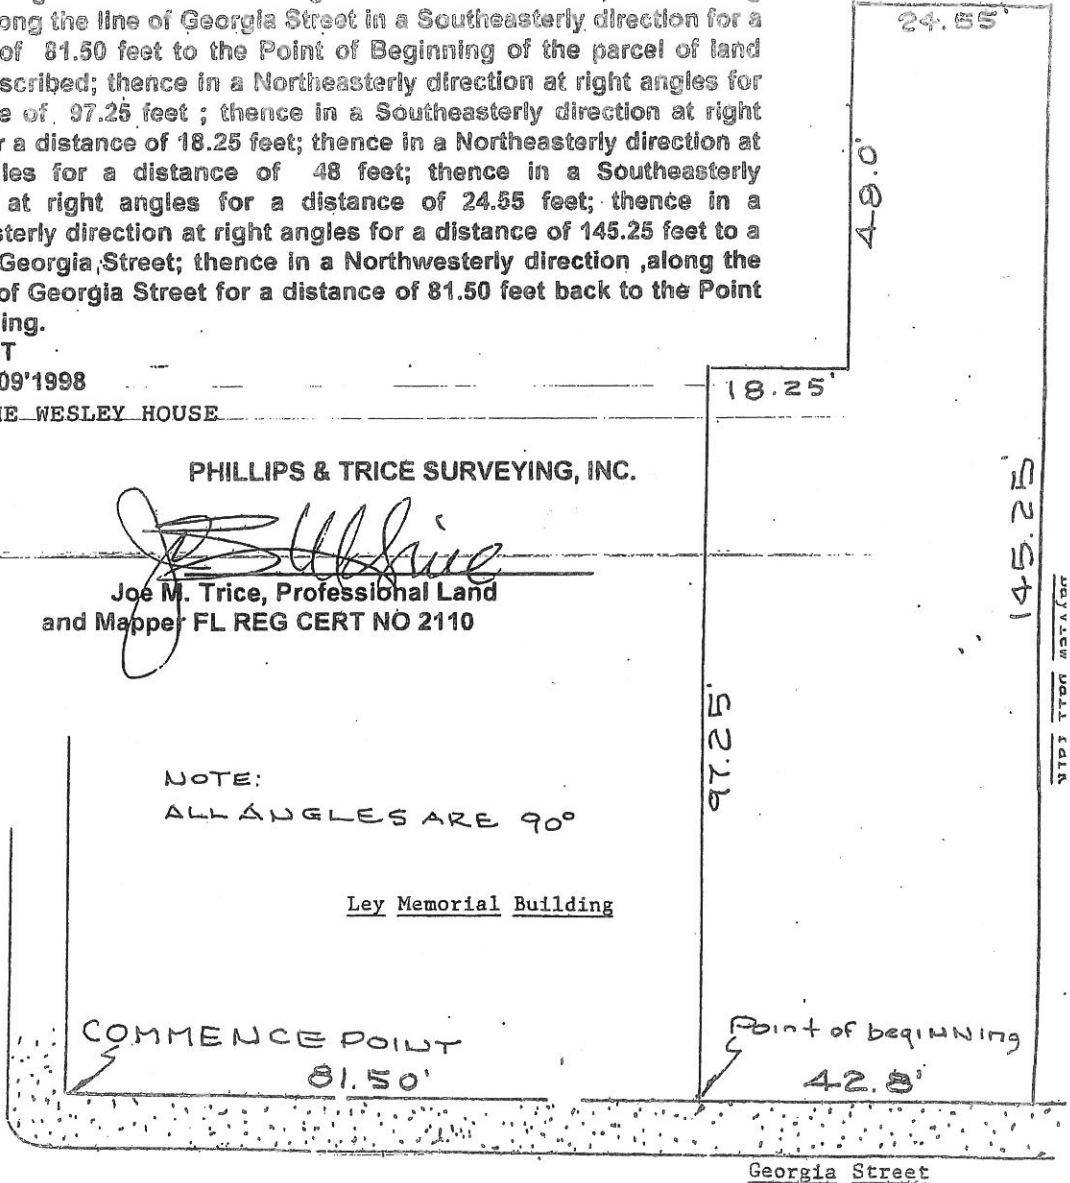 ong the line of Georgia Street in a Southeasterly direction for a
of 81.50 feet to the Point of Beginning of the parcel of land
scribed; thence in a Northeasterly direction at right angles for
e of 97.25 feet ; thence in a Southeasterly direction at right
r a distance of 18.25 feet; thence in a Northeasterly direction at
les for a distance of 48 feet; thence in a Southeasterly
at right angles for a distance of 24.55 feet; thence in a
sterly direction at right angles for a distance of 145.25 feet to a
Georgia Street; thence in a Northwesterly direction ,along the
of Georgia Street for a distance of 81.50 feet back to the Point
ing.
T
09'1998
E WESLEY HOUSE
PHILLIPS & TRICE SURVEYING, INC.
Joe M. Trice, Professional Land
and Mapper FL REG CERT NO 2110
24.55'
48.0'
18.25'
145.25'
97.25'
NOTE:
ALL ANGLES ARE 90°
Ley Memorial Building
COMMENCE POINT
81.50'
Point of beginning
42.8'
Georgia Street